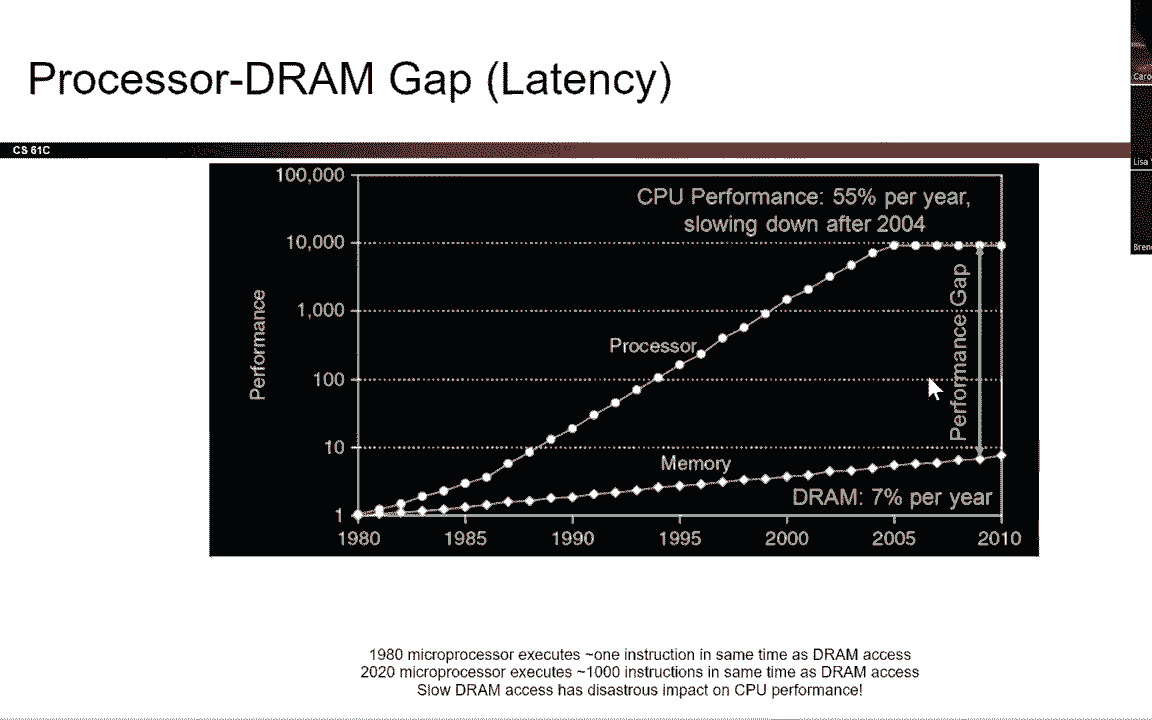 Processor-DRAM Gap (Latency)
CS 61C
100,000
10,000
1,000
100
10
1
Performance
CPU Performance: 55% per year,
slowing down after 2004
Processor
Performance Gap
Memory
DRAM: 7% per year
1980 1985 1990 1995 2000 2005 2010
1980 microprocessor executes ~one instruction in same time as DRAM access
2020 microprocessor executes ~1000 instructions in same time as DRAM access
Slow DRAM access has disastrous impact on CPU performance!
Lisa